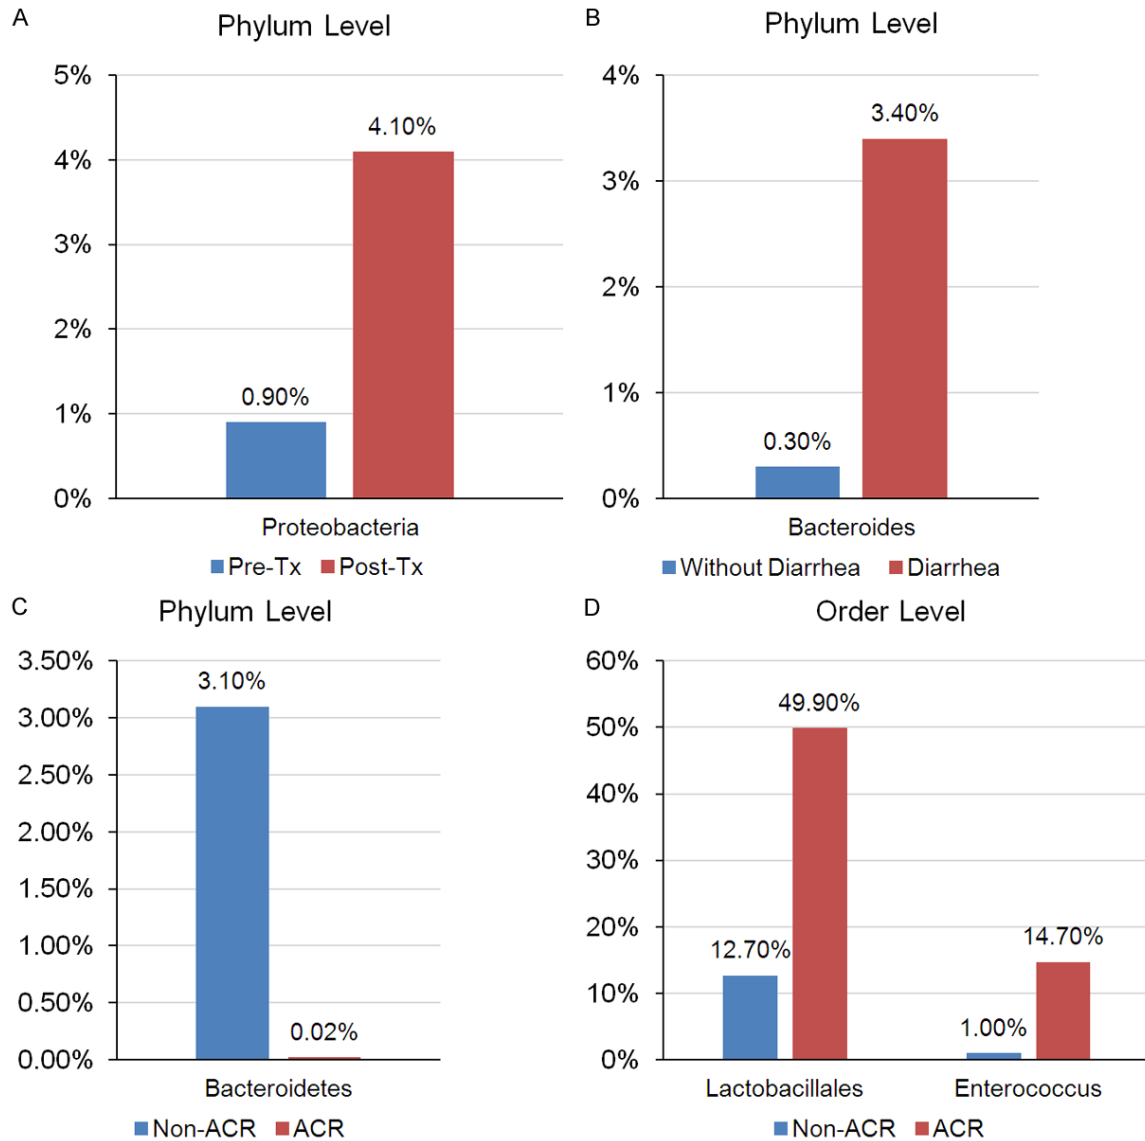 A
Phylum Level
5%
4%
3%
2%
1%
0%
0.90%
4.10%
Proteobacteria
Pre-Tx Post-Tx
B
Phylum Level
4%
3%
2%
1%
0%
0.30%
3.40%
Bacteroides
Without Diarrhea Diarrhea
C
Phylum Level
3.50%
3.00%
2.50%
2.00%
1.50%
1.00%
0.50%
0.00%
3.10%
0.02%
Bacteroidetes
Non-ACR ACR
D
Order Level
60%
50%
40%
30%
20%
10%
0%
12.70%
49.90%
1.00%
14.70%
Lactobacillales Enterococcus
Non-ACR ACR